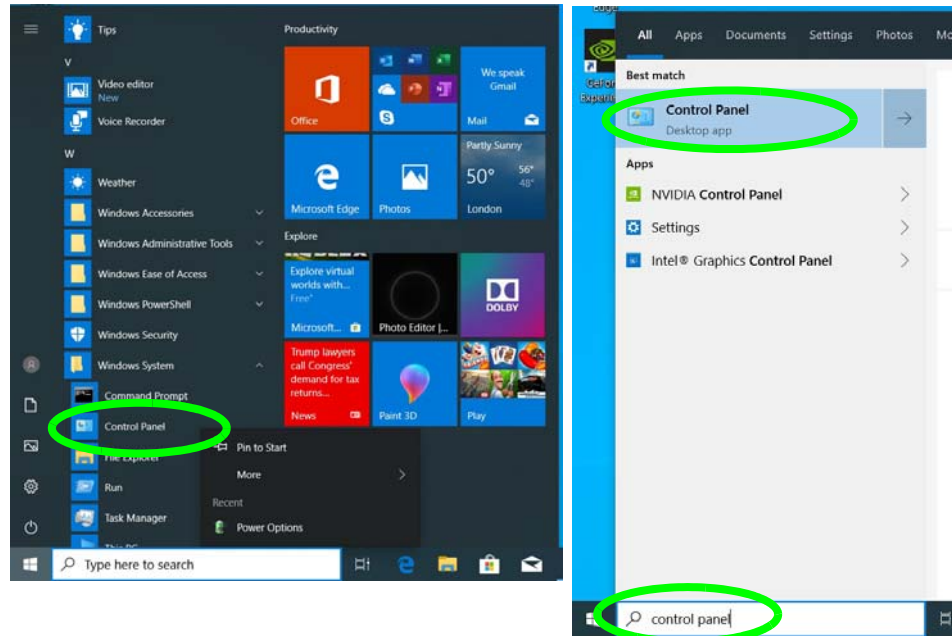 Tips
V
Video editor
New
Voice Recorder
W
Weather
Windows Accessories
Windows Administrative Tools
Windows Ease of Access
Windows PowerShell
Windows Security
Windows System
Command Prompt
Control Panel
File Explorer
Run
Task Manager
This PC
Productivity
Office
We speak
Gmail
Mail
Microsoft Edge
Photos
Partly Sunny
50°
56°
48°
London
Explore
Explore virtual
worlds with...
Free*
Microsoft...
Photo Editor |...
DOLBY
Trump lawyers
call Congress'
demand for tax
returns...
News
Paint 3D
Play
Pin to Start
More
Recent
Power Options
Type here to search
Edge
All Apps Documents Settings Photos Mo
Best match
Control Panel
Desktop app
Apps
NVIDIA Control Panel
Settings
Intel® Graphics Control Panel
control panel